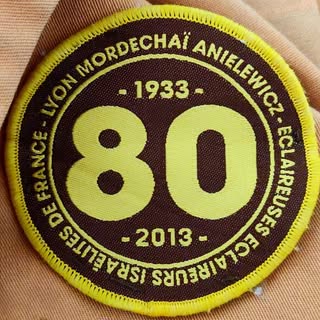 LYON MORDECHAÏ ANIELEWICZ - ECLAIREUSES ECLAIREURS ISRAÉLITES DE FRANCE -
- 1933 -
80
- 2013 -